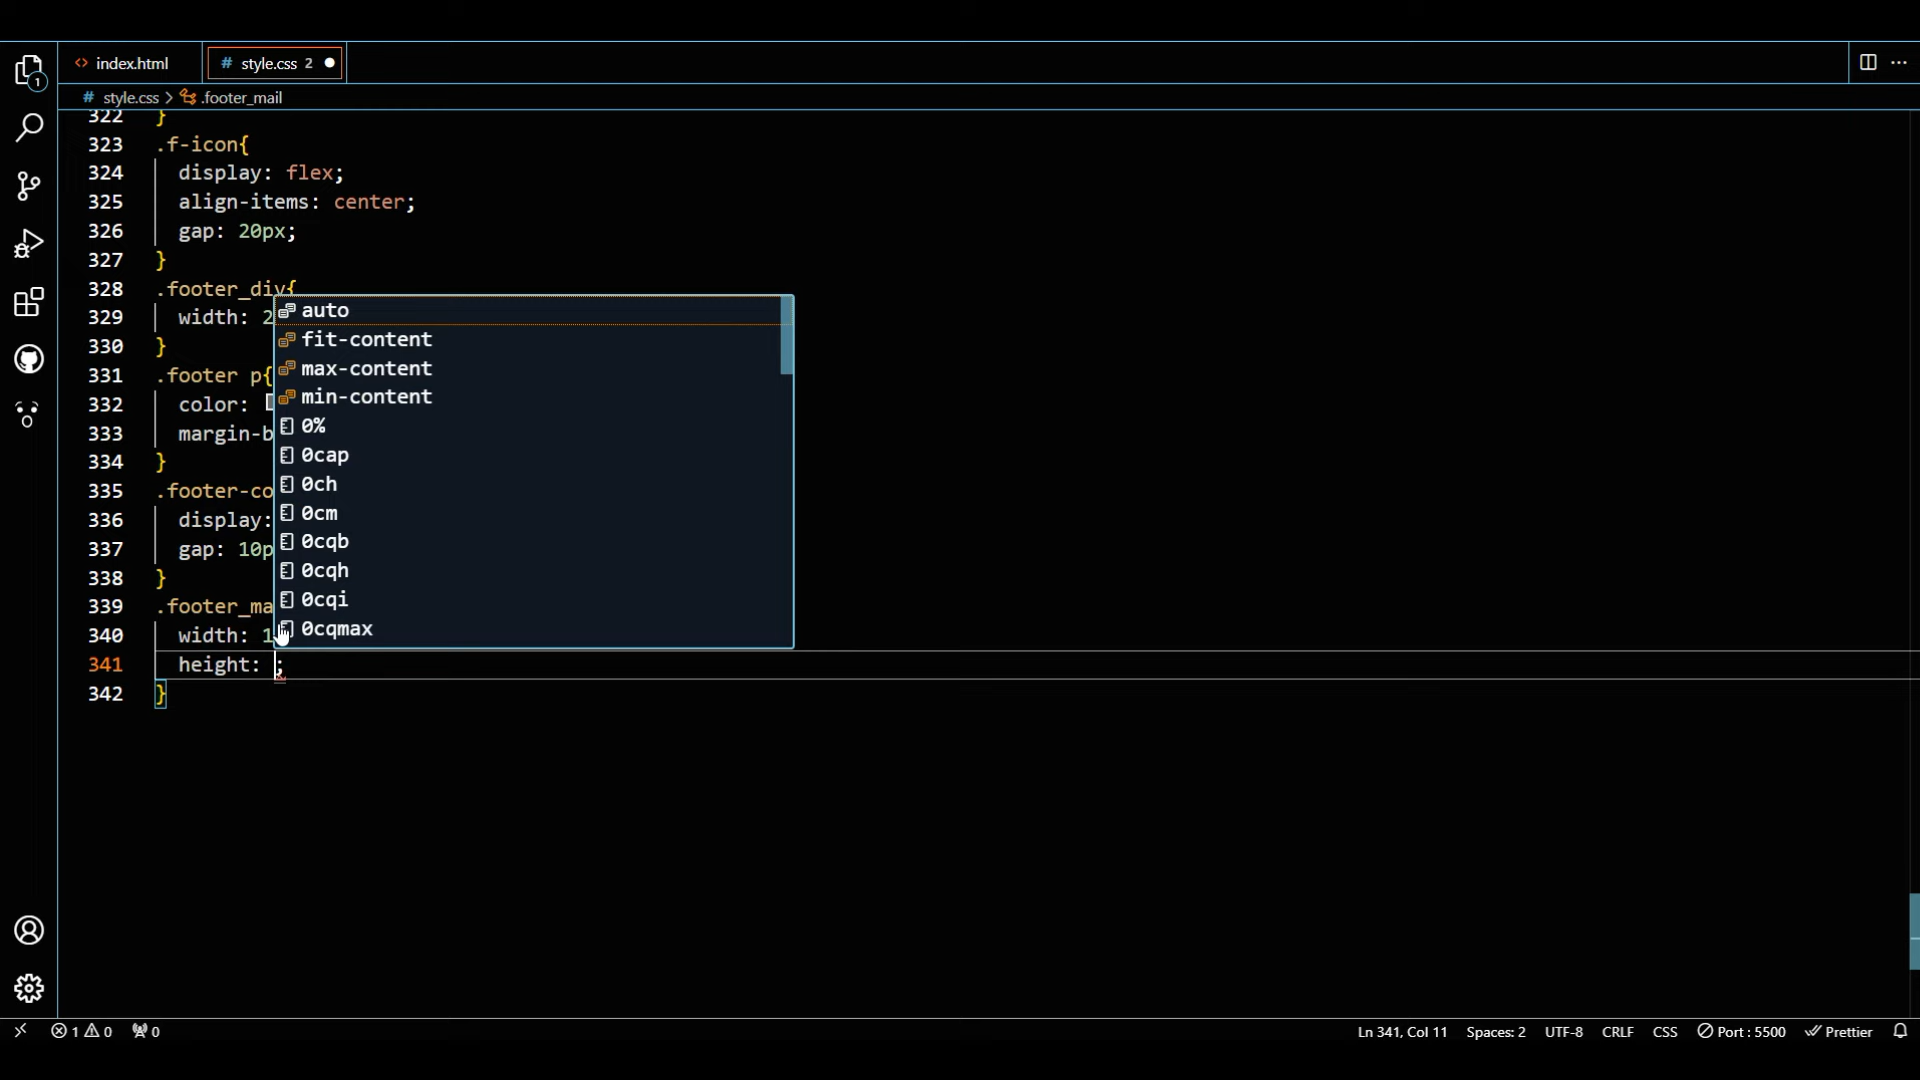 index.html
# style.css 2
1
# style.css > .footer_mail
322 }
323 .f-icon{
324 display: flex;
325 align-items: center;
326 gap: 20px;
327 }
328 .footer_div{
329 width: 2
330 }
331 .footer p{
332 color:
333 margin-b
334 }
335 .footer-co
336 display:
337 gap: 10p
338 }
339 .footer_ma
340 width: 1
341 height: ;
342 }
auto
fit-content
max-content
min-content
0%
0cap
0ch
0cm
0cqb
0cqh
0cqi
0cqmax
1 0 0 Ln 341, Col 11 Spaces: 2 UTF-8 CRLF CSS Port : 5500 Prettier